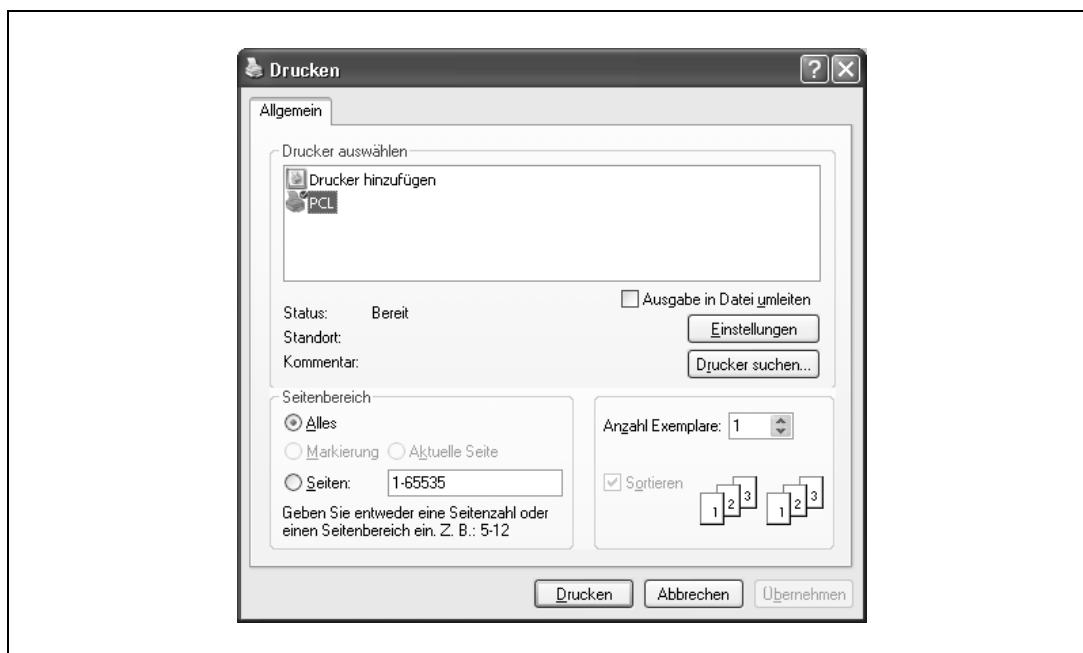 Drucken
Allgemein
Drucker auswählen
Drucker hinzufügen
PCL
Ausgabe in Datei umleiten
Status: Bereit
Einstellungen
Standort:
Kommentar:
Drucker suchen...
Seitenbereich
Alles
Markierung Aktuelle Seite
Seiten: 1-65535
Geben Sie entweder eine Seitenzahl oder
einen Seitenbereich ein. Z. B.: 5-12
Anzahl Exemplare: 1
Sortieren
1 2 3 1 2 3
Drucken Abbrechen Übernehmen